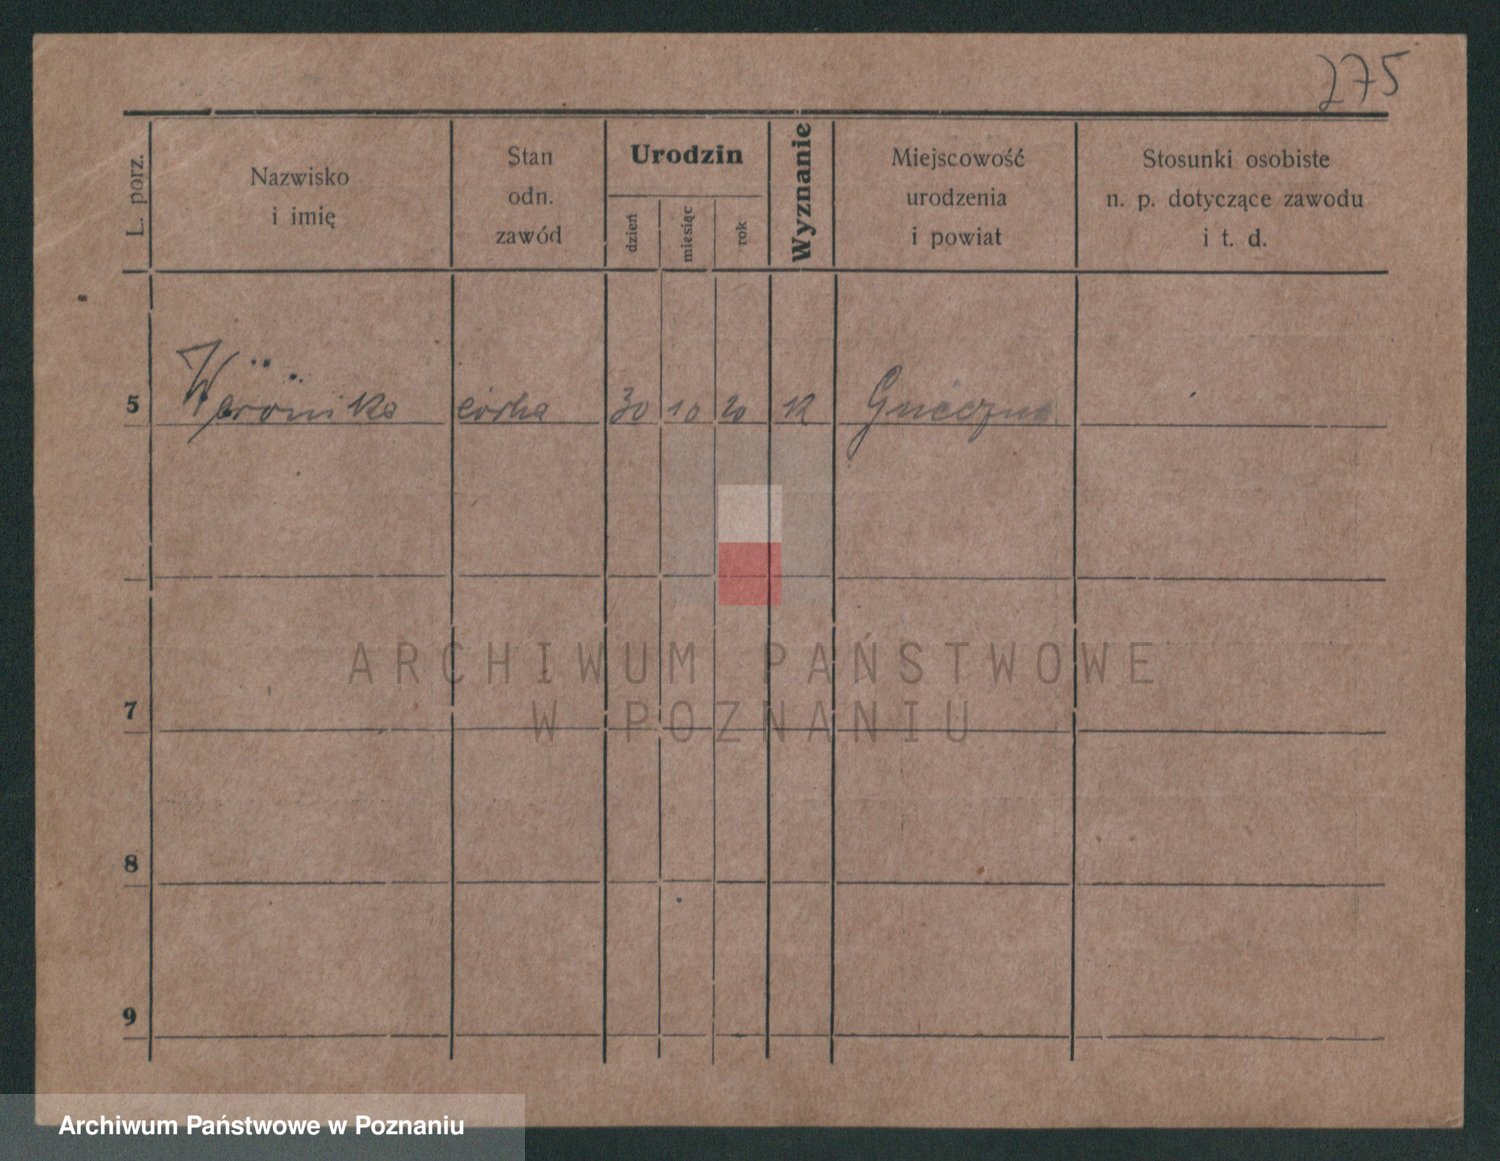 275
L. porz.
Nazwisko
i imię
Stan
odn.
zawód
Urodzin
dzień
miesiąc
rok
Wyznanie
Miejscowość
urodzenia
i powiat
Stosunki osobiste
n. p. dotyczące zawodu
i t. d.
5 Weronika córka 30 10 20 K
7
8
9
ARCHIWUM PAŃSTWOWE
W POZNANIU
Archiwum Państwowe w Poznaniu